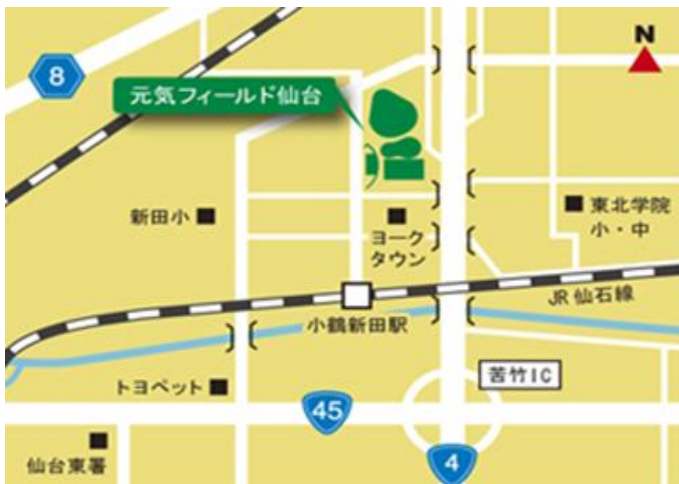 N
8
元気フィールド仙台
新田小
ヨーク
タウン
東北学院
小・中
JR仙石線
小鶴新田駅
苦竹IC
トヨペット
45
4
仙台東署